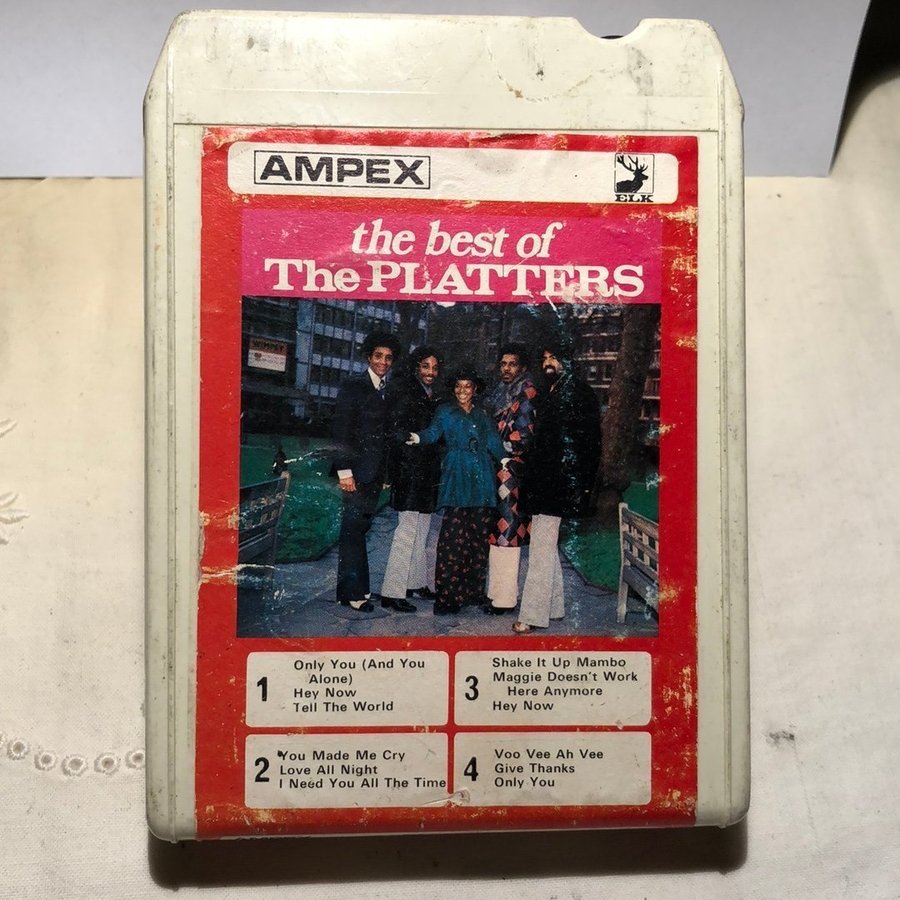 AMPEX
ELK
the best of
The PLATTERS
WIMPEY
1
Only You (And You
Alone)
Hey Now
Tell The World
3
Shake It Up Mambo
Maggie Doesn't Work
Here Anymore
Hey Now
2
You Made Me Cry
Love All Night
I Need You All The Time
4
Voo Vee Ah Vee
Give Thanks
Only You